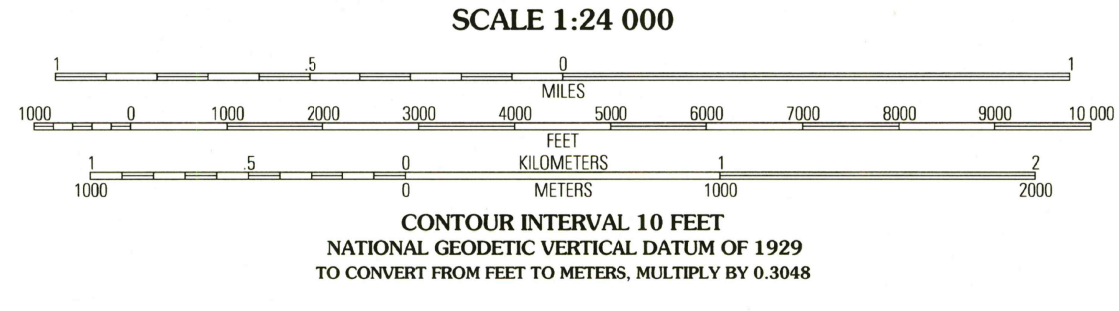 SCALE 1:24 000
1 .5 0 1
MILES
1000 0 1000 2000 3000 4000 5000 6000 7000 8000 9000 10 000
FEET
1 .5 0 KILOMETERS 1 2
1000 0 METERS 1000 2000
CONTOUR INTERVAL 10 FEET
NATIONAL GEODETIC VERTICAL DATUM OF 1929
TO CONVERT FROM FEET TO METERS, MULTIPLY BY 0.3048